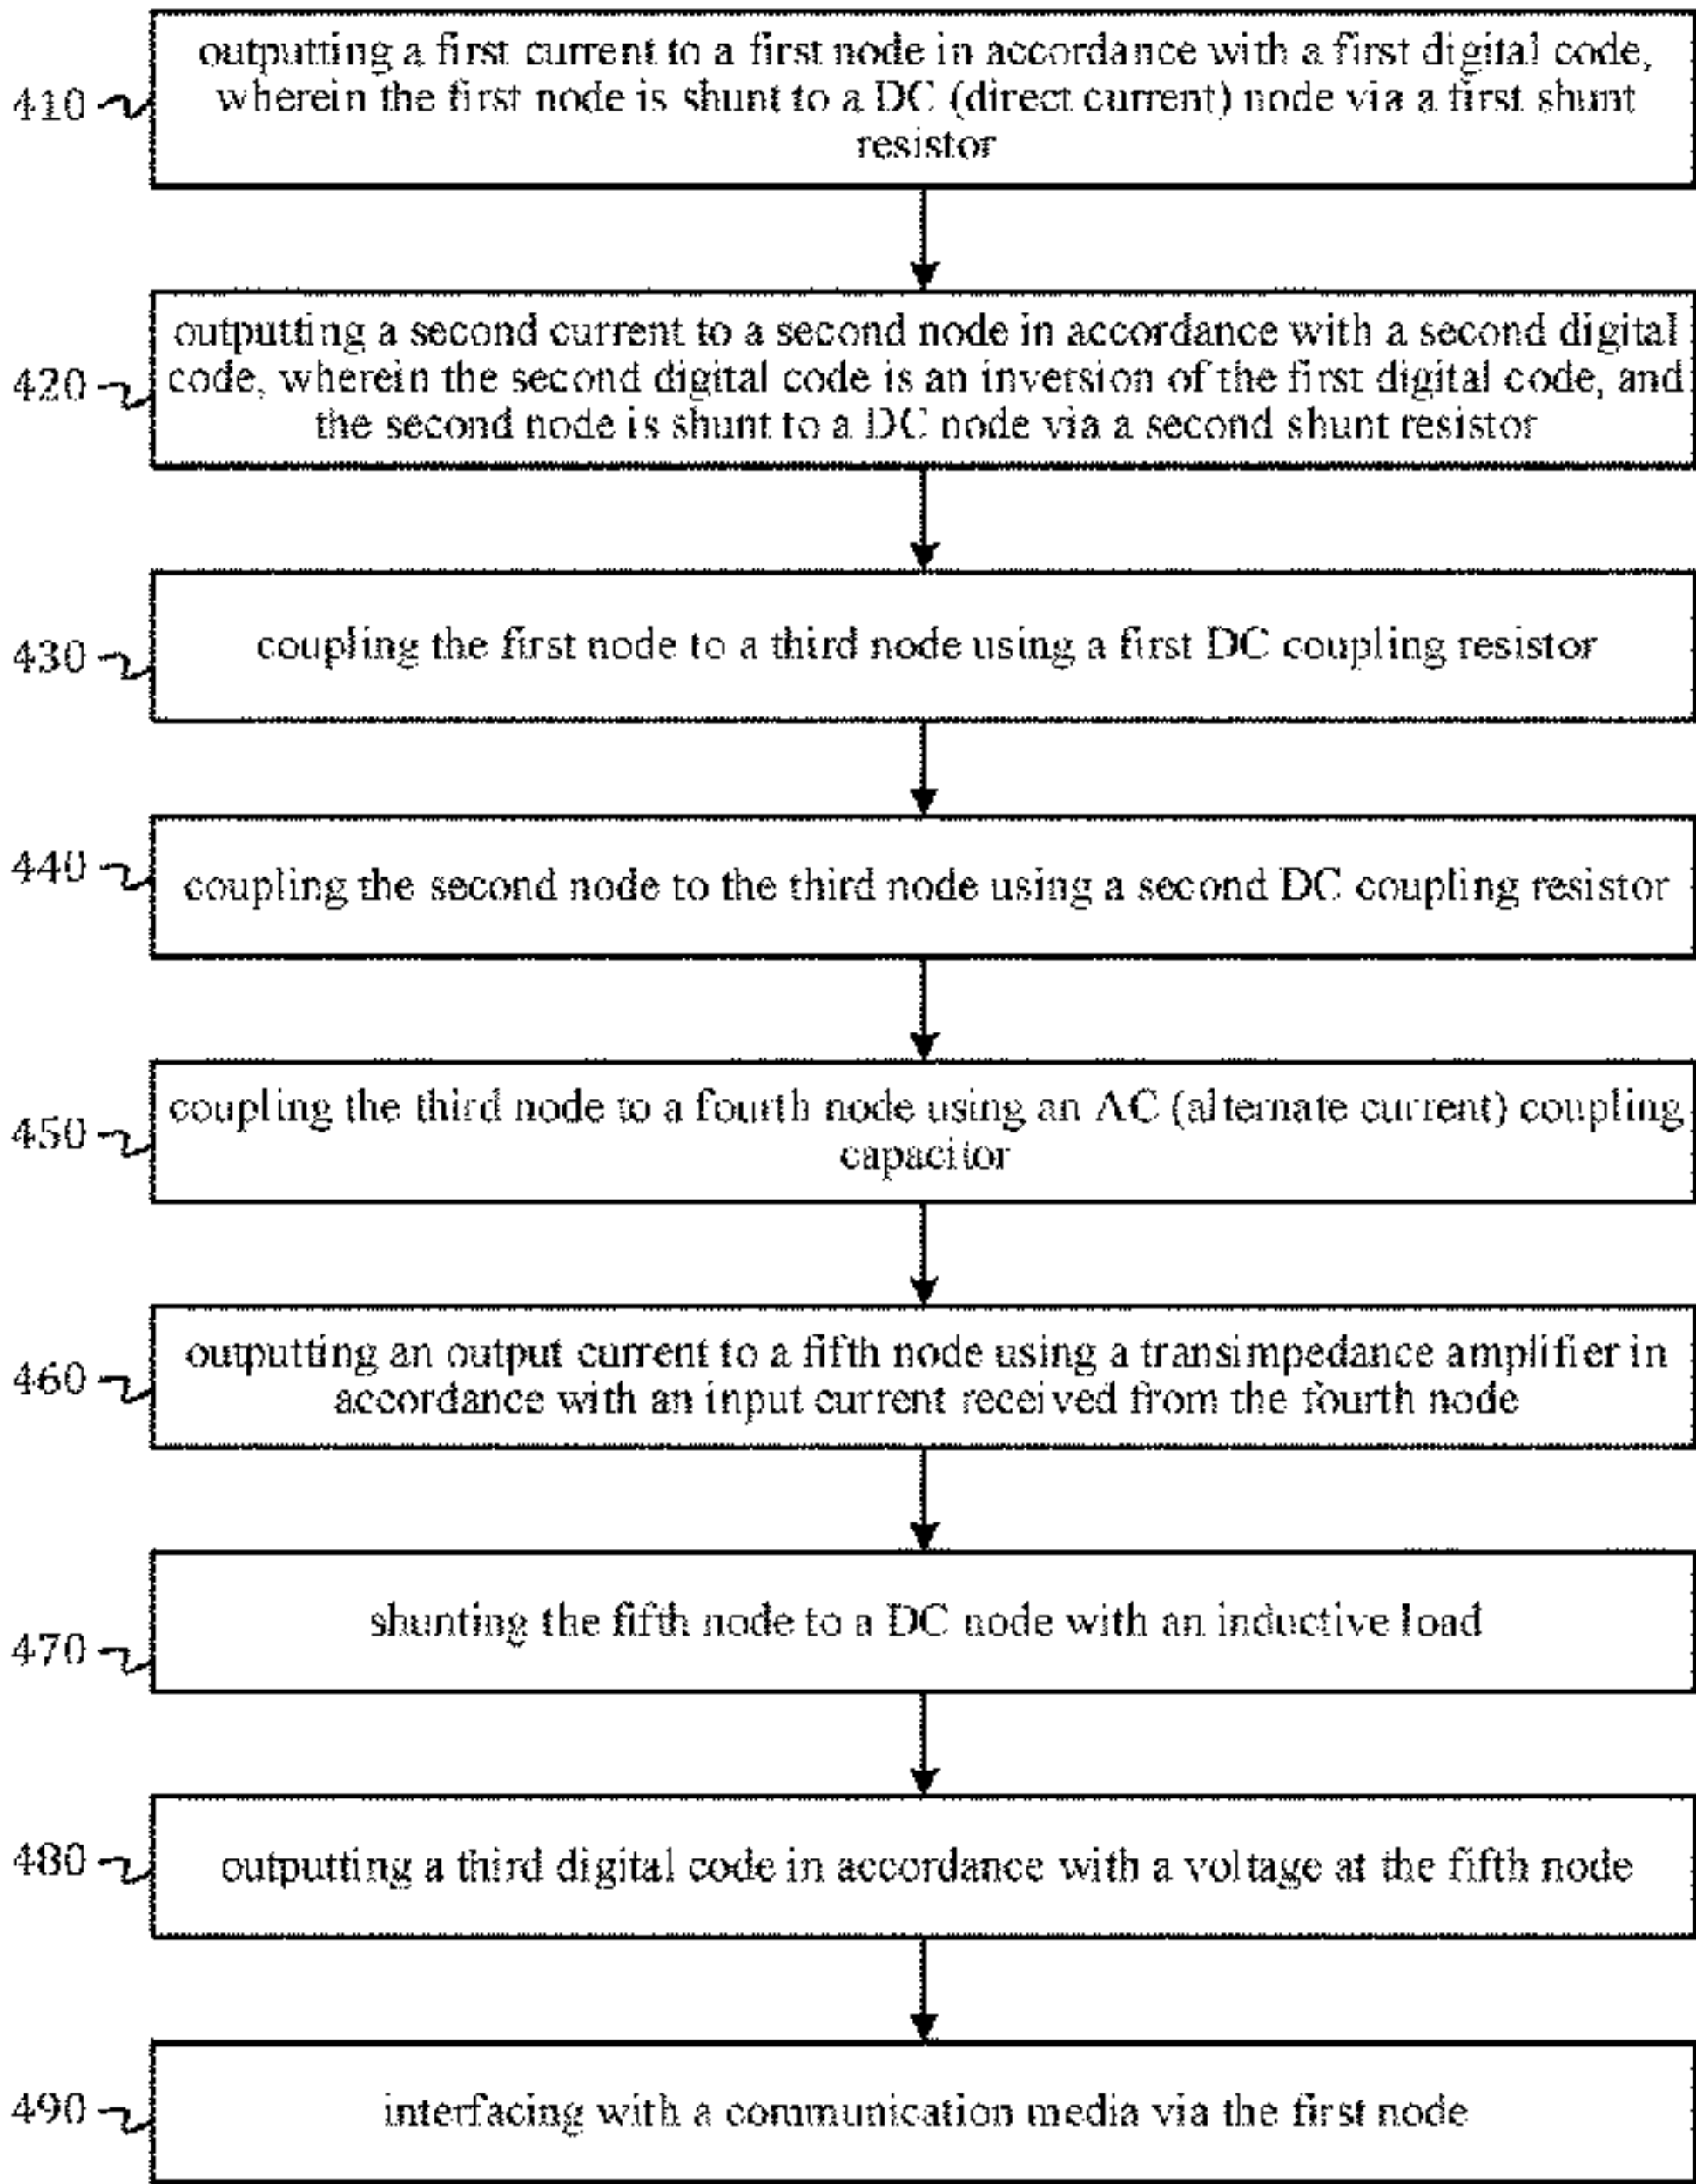 410
outputting a first current to a first node in accordance with a first digital code,
wherein the first node is shunt to a DC (direct current) node via a first shunt
resistor
420
outputting a second current to a second node in accordance with a second digital
code, wherein the second digital code is an inversion of the first digital code, and
the second node is shunt to a DC node via a second shunt resistor
430
coupling the first node to a third node using a first DC coupling resistor
440
coupling the second node to the third node using a second DC coupling resistor
450
coupling the third node to a fourth node using an AC (alternate current) coupling
capacitor
460
outputting an output current to a fifth node using a transimpedance amplifier in
accordance with an input current received from the fourth node
470
shunting the fifth node to a DC node with an inductive load
480
outputting a third digital code in accordance with a voltage at the fifth node
490
interfacing with a communication media via the first node